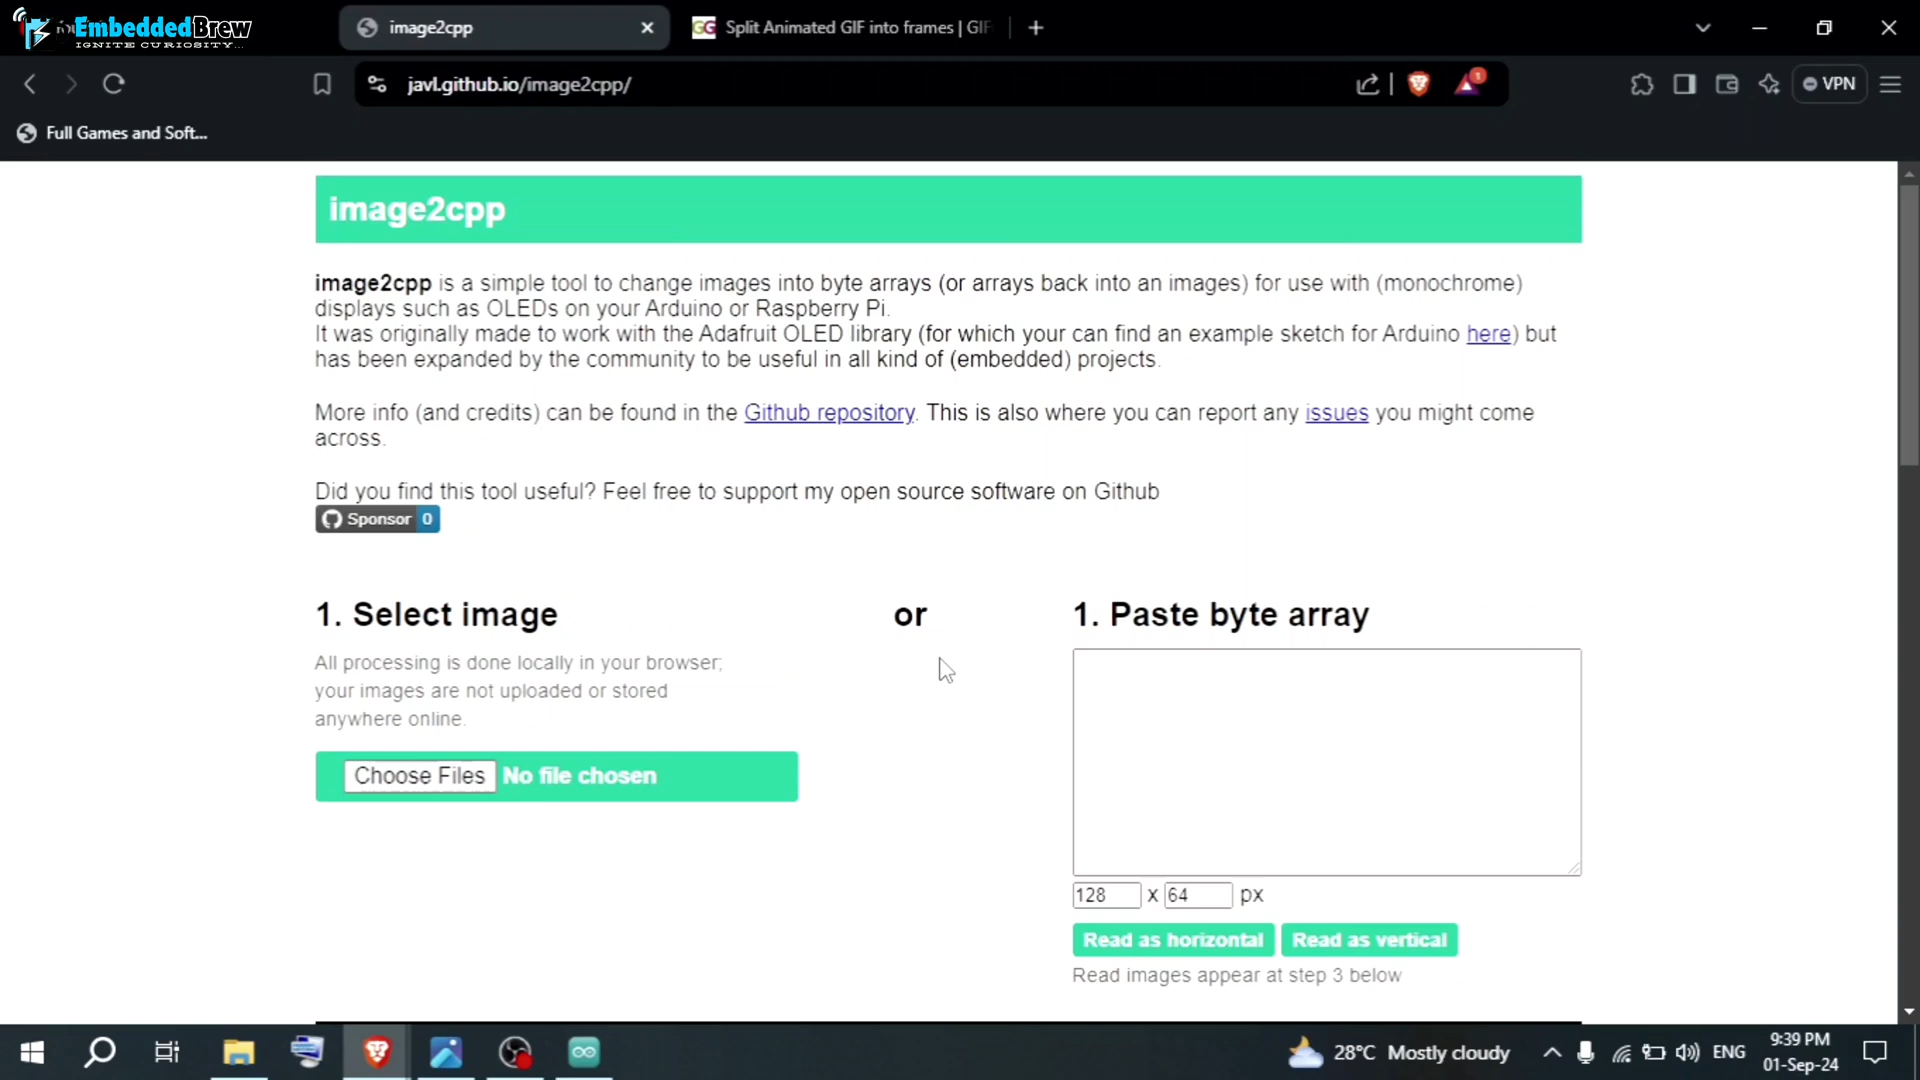 EmbeddedBrew
IGNITE CURIOSITY...
image2cpp
Split Animated GIF into frames | GIF
javl.github.io/image2cpp/
1
VPN
Full Games and Soft...
image2cpp
image2cpp is a simple tool to change images into byte arrays (or arrays back into an images) for use with (monochrome)
displays such as OLEDs on your Arduino or Raspberry Pi.
It was originally made to work with the Adafruit OLED library (for which your can find an example sketch for Arduino here) but
has been expanded by the community to be useful in all kind of (embedded) projects.
More info (and credits) can be found in the Github repository. This is also where you can report any issues you might come
across.
Did you find this tool useful? Feel free to support my open source software on Github
Sponsor 0
1. Select image
or
1. Paste byte array
All processing is done locally in your browser;
your images are not uploaded or stored
anywhere online.
Choose Files No file chosen
128 x 64 px
Read as horizontal Read as vertical
Read images appear at step 3 below
28°C Mostly cloudy
ENG
9:39 PM
01-Sep-24